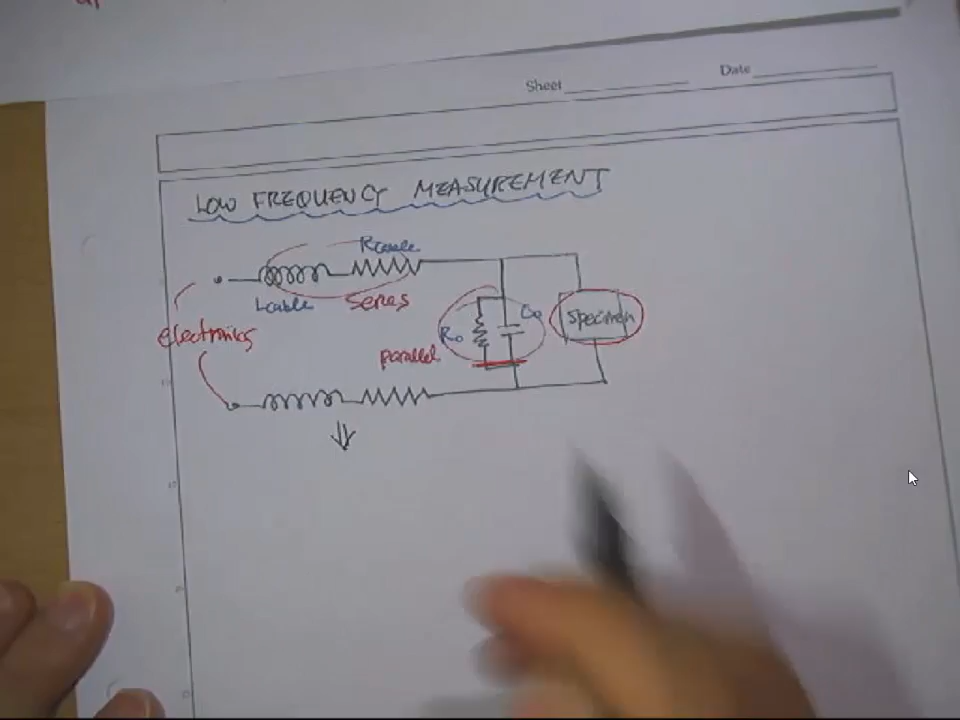 Sheet Date
LOW FREQUENCY MEASUREMENT
Rcable
Lcable Series
Co
Ro
Specimen
electronics
parallel